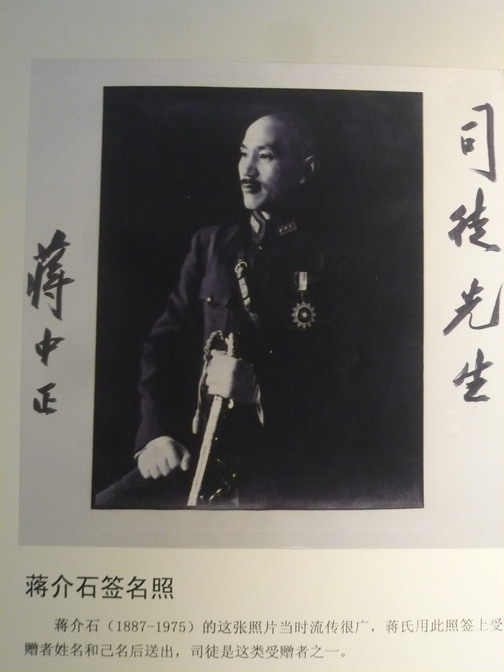 司徒先生
蒋中正
蒋介石签名照
蒋介石（1887-1975）的这张照片当时流传很广，蒋氏用此照签上受
赠者姓名和己名后送出，司徒是这类受赠者之一。